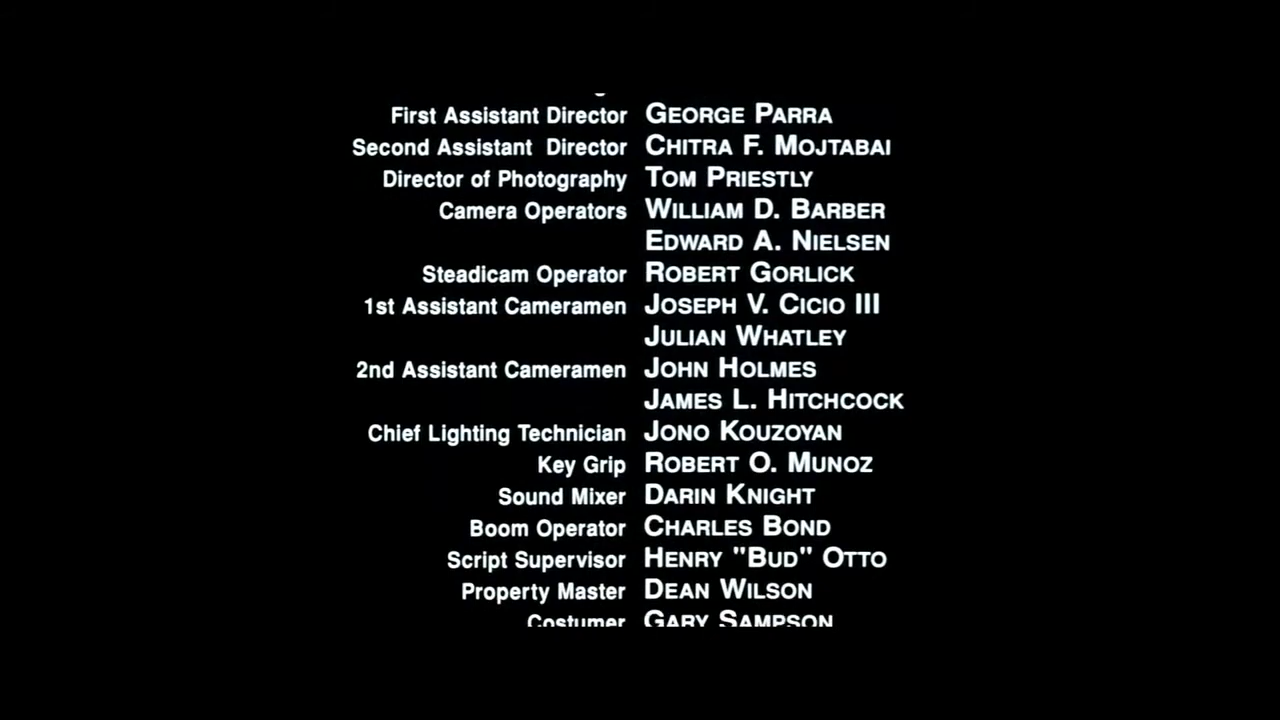 First Assistant Director GEORGE PARRA
Second Assistant Director CHITRA F. MOJTABAI
Director of Photography TOM PRIESTLY
Camera Operators WILLIAM D. BARBER
EDWARD A. NIELSEN
Steadicam Operator ROBERT GORLICK
1st Assistant Cameramen JOSEPH V. CICIO III
JULIAN WHATLEY
2nd Assistant Cameramen JOHN HOLMES
JAMES L. HITCHCOCK
Chief Lighting Technician JONO KOUZOYAN
Key Grip ROBERT O. MUNOZ
Sound Mixer DARIN KNIGHT
Boom Operator CHARLES BOND
Script Supervisor HENRY "BUD" OTTO
Property Master DEAN WILSON
Costumer GARY SAMPSON